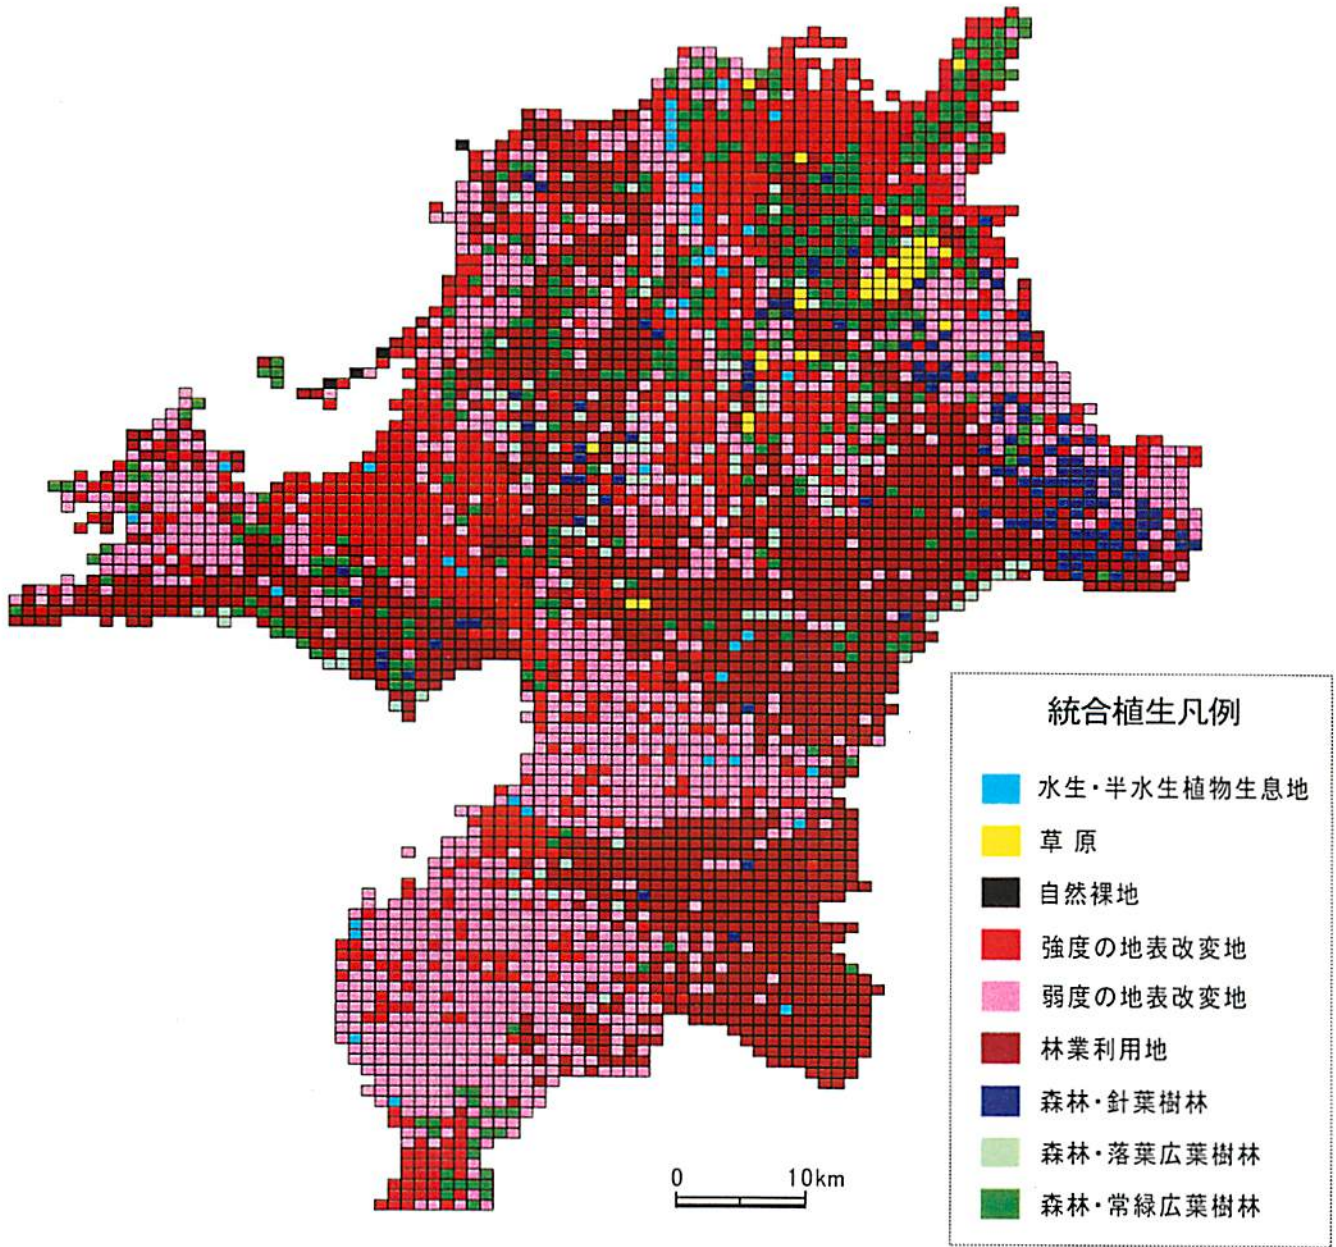 統合植生凡例
水生・半水生植物生息地
草 原
自然裸地
強度の地表改変地
弱度の地表改変地
林業利用地
森林・針葉樹林
森林・落葉広葉樹林
森林・常緑広葉樹林
0 10km